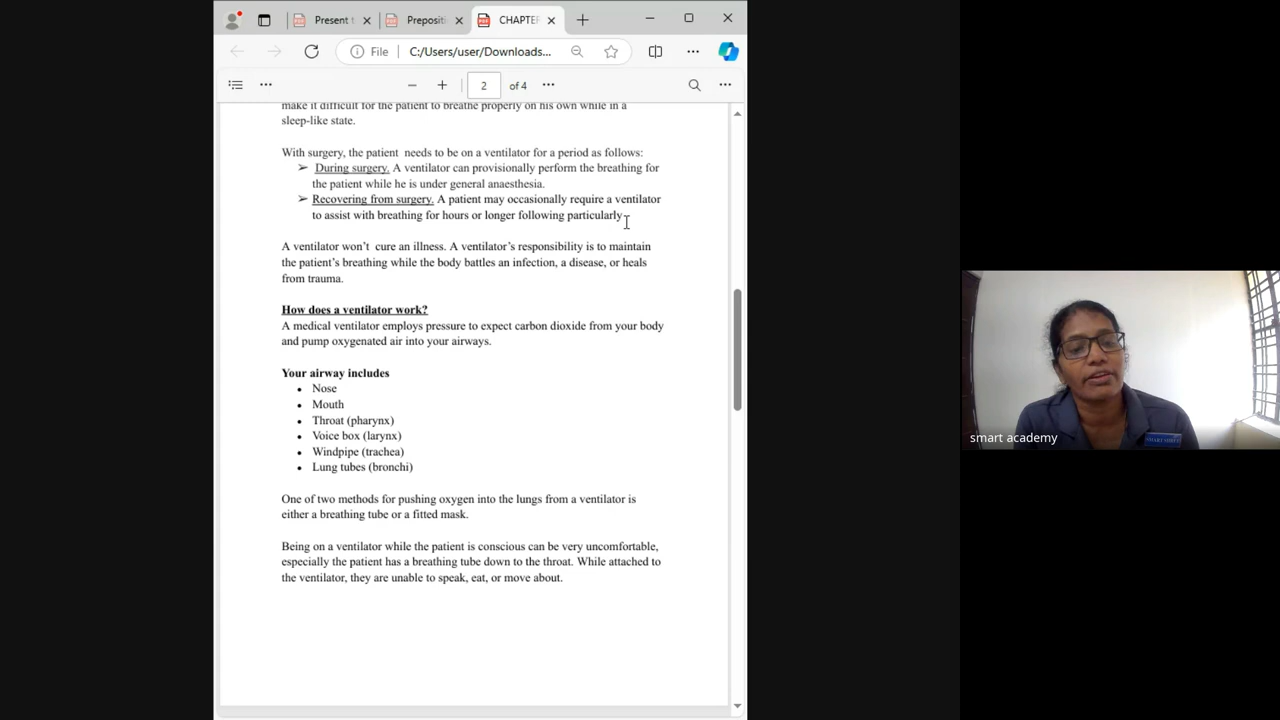 Present t
Prepositi
CHAPTER
File
C:/Users/user/Downloads...
2
of 4
make it difficult for the patient to breathe properly on his own while in a
sleep-like state.
With surgery, the patient needs to be on a ventilator for a period as follows:
➢ During surgery. A ventilator can provisionally perform the breathing for
the patient while he is under general anaesthesia.
➢ Recovering from surgery. A patient may occasionally require a ventilator
to assist with breathing for hours or longer following particularly
A ventilator won't cure an illness. A ventilator's responsibility is to maintain
the patient's breathing while the body battles an infection, a disease, or heals
from trauma.
How does a ventilator work?
A medical ventilator employs pressure to expect carbon dioxide from your body
and pump oxygenated air into your airways.
Your airway includes
• Nose
• Mouth
• Throat (pharynx)
• Voice box (larynx)
• Windpipe (trachea)
• Lung tubes (bronchi)
One of two methods for pushing oxygen into the lungs from a ventilator is
either a breathing tube or a fitted mask.
Being on a ventilator while the patient is conscious can be very uncomfortable,
especially the patient has a breathing tube down to the throat. While attached to
the ventilator, they are unable to speak, eat, or move about.
smart academy